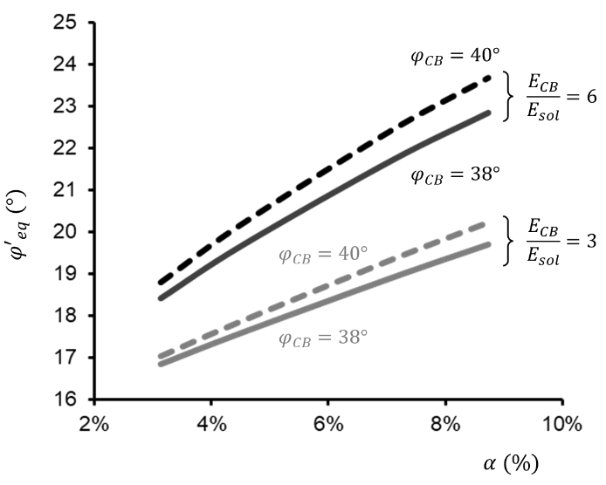 25
24
23
22
21
20
19
18
17
16
φ'eq (°)
2%
4%
6%
8%
10%
α (%)
φCB = 40°
ECB
Esol
= 6
φCB = 38°
φCB = 40°
ECB
Esol
= 3
φCB = 38°